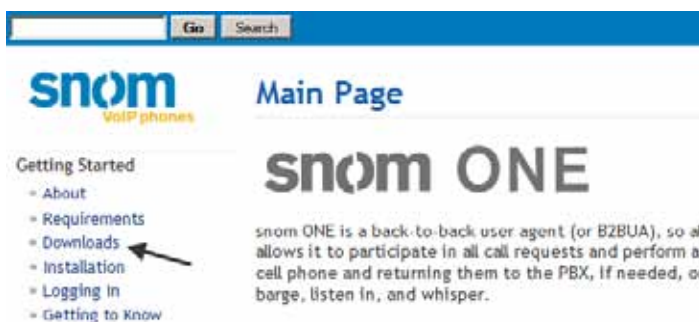 Go Search
snom
VoIP phones
Main Page
Getting Started
snom ONE
About
Requirements
snom ONE is a back-to-back user agent (or B2BUA), so al
Downloads
allows it to participate in all call requests and perform a
Installation
cell phone and returning them to the PBX, if needed, o
Logging in
barge, listen in, and whisper.
Getting to Know